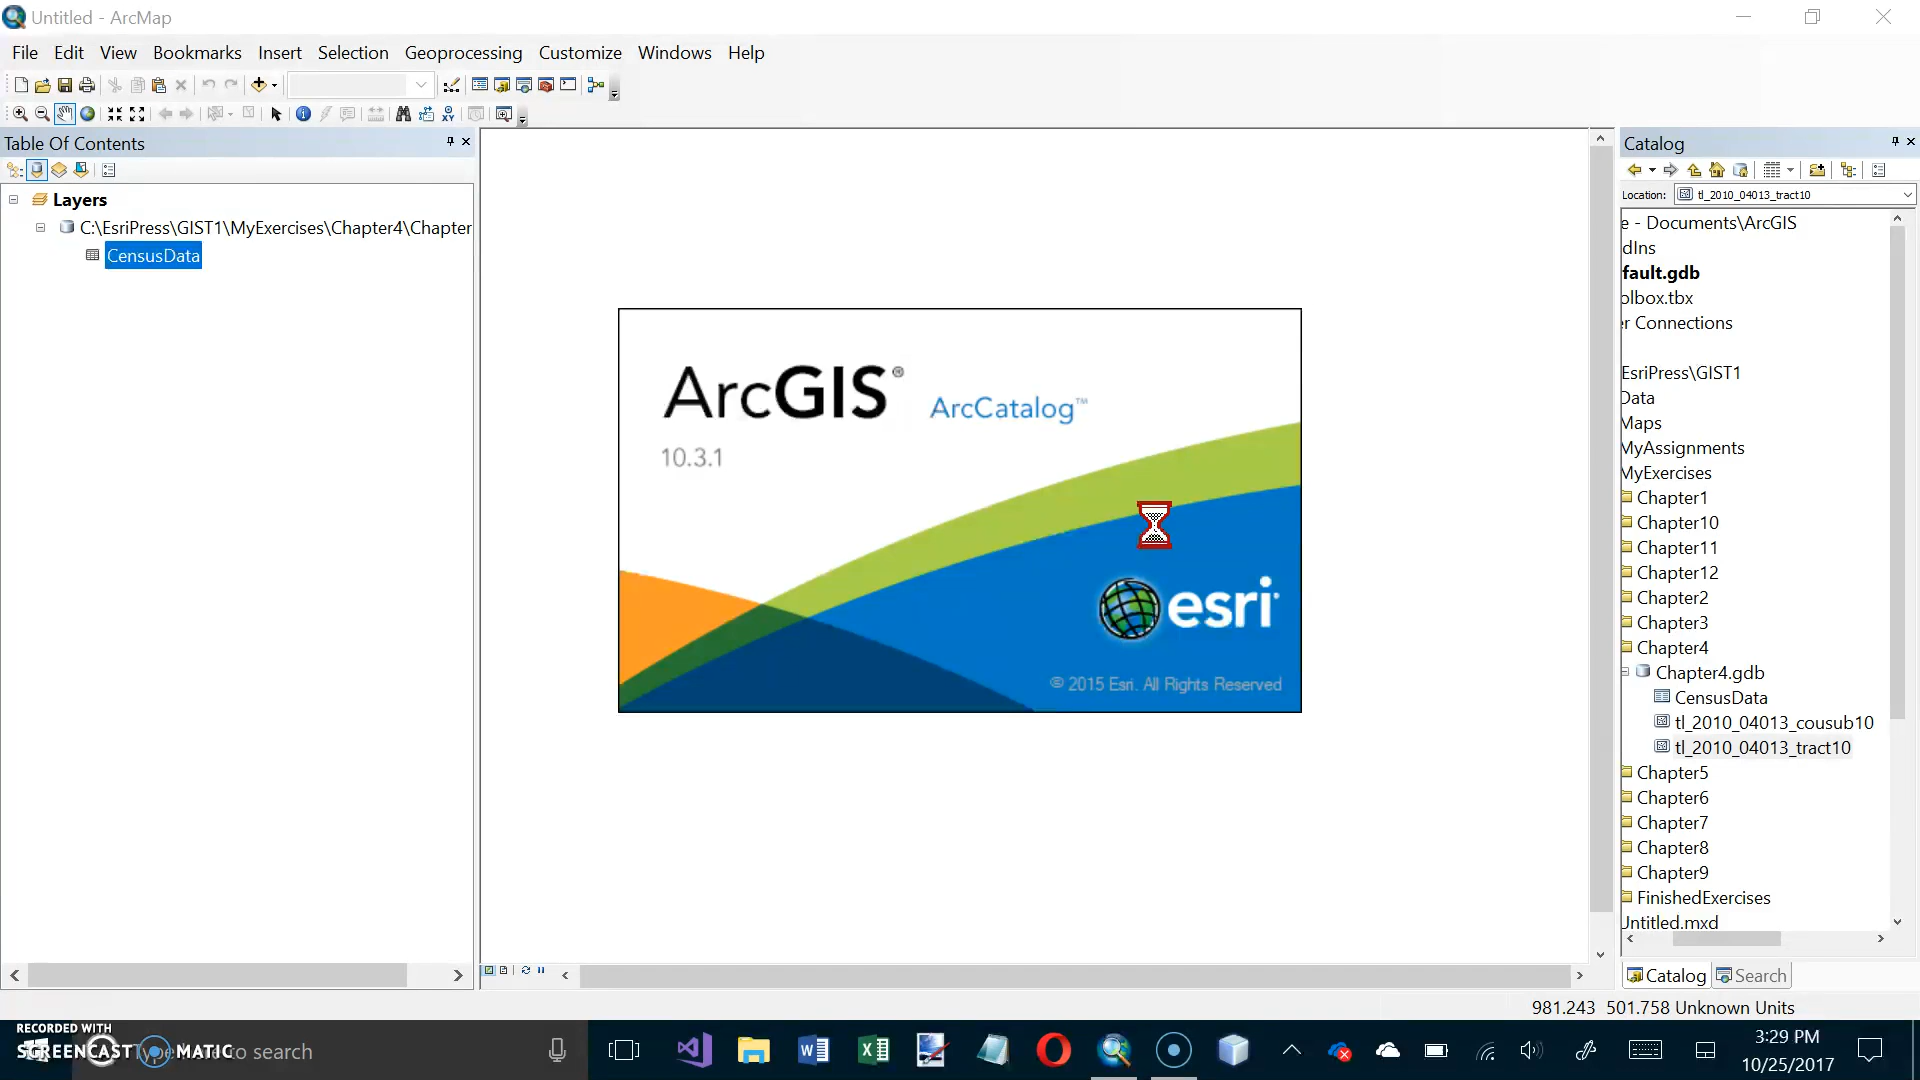 Untitled - ArcMap
File Edit View Bookmarks Insert Selection Geoprocessing Customize Windows Help
Table Of Contents
Layers
C:\EsriPress\GIST1\MyExercises\Chapter4\Chapter
CensusData
ArcGIS® ArcCatalog™
10.3.1
esri
© 2015 Esri. All Rights Reserved
Catalog
Location: tl_2010_04013_tract10
e - Documents\ArcGIS
dIns
fault.gdb
olbox.tbx
er Connections
EsriPress\GIST1
Data
Maps
MyAssignments
MyExercises
Chapter1
Chapter10
Chapter11
Chapter12
Chapter2
Chapter3
Chapter4
Chapter4.gdb
CensusData
tl_2010_04013_cousub10
tl_2010_04013_tract10
Chapter5
Chapter6
Chapter7
Chapter8
Chapter9
FinishedExercises
Untitled.mxd
Catalog Search
981.243 501.758 Unknown Units
RECORDED WITH
SCREENCAST MATIC
to search
3:29 PM
10/25/2017